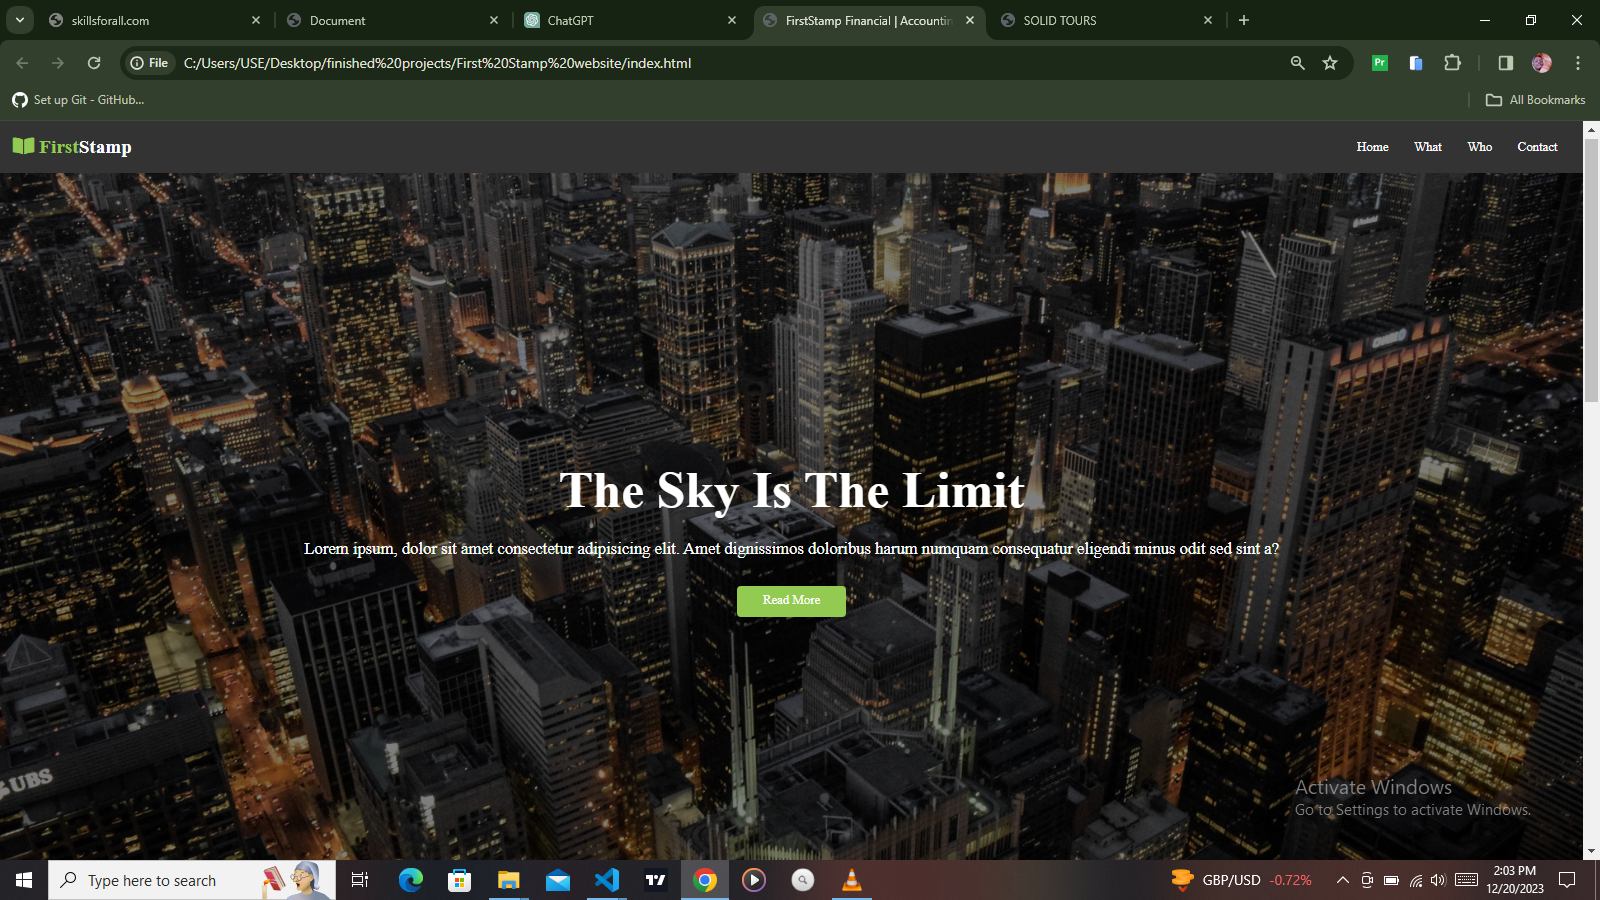 skillsforall.com
Document
ChatGPT
FirstStamp Financial | Accountin
SOLID TOURS
File
C:/Users/USE/Desktop/finished%20projects/First%20Stamp%20website/index.html
Pr
Set up Git - GitHub...
All Bookmarks
FirstStamp
Home
What
Who
Contact
The Sky Is The Limit
Lorem ipsum, dolor sit amet consectetur adipisicing elit. Amet dignissimos doloribus harum numquam consequatur eligendi minus odit sed sint a?
Read More
UBS
Activate Windows
Go to Settings to activate Windows.
Type here to search
GBP/USD -0.72%
2:03 PM
12/20/2023